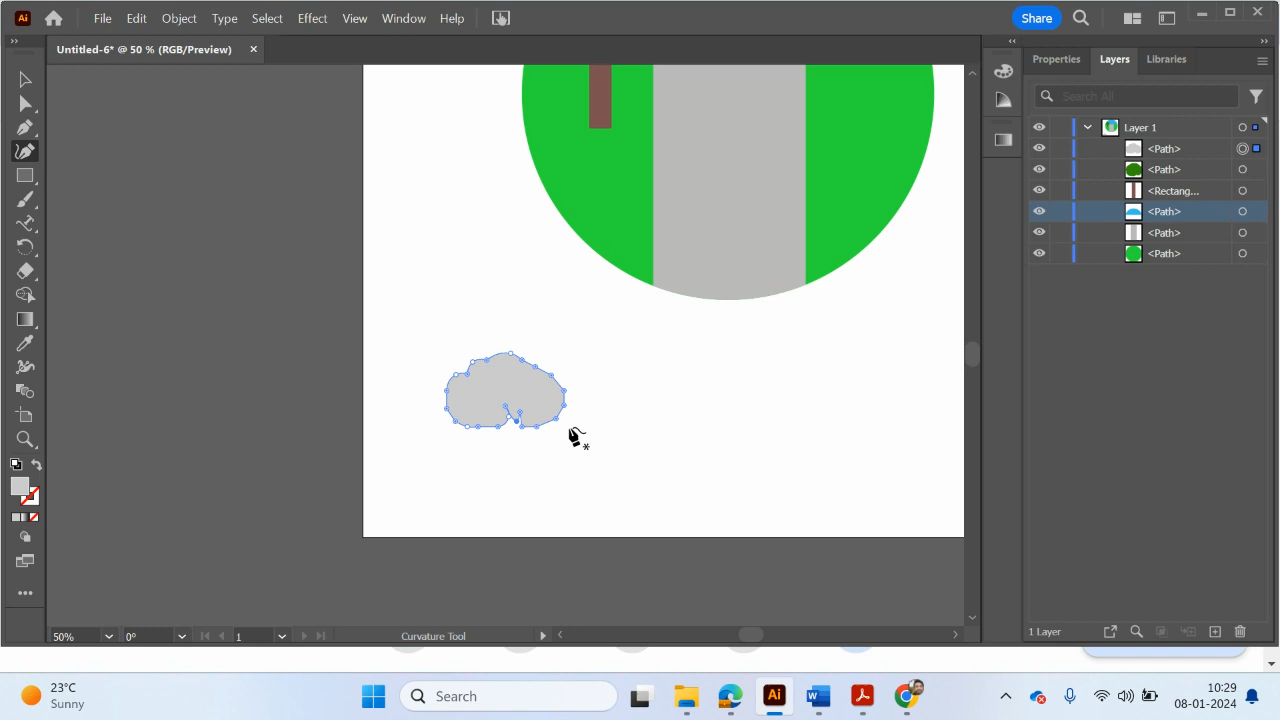 Ai File Edit Object Type Select Effect View Window Help Share
Untitled-6* @ 50 % (RGB/Preview)
Properties Layers Libraries
Search All
Layer 1
<Path>
<Path>
<Rectang...
<Path>
<Path>
<Path>
50% 0° 1 Curvature Tool
1 Layer
23°C
Sunny
Search
Ai
10:29
08-01-2024